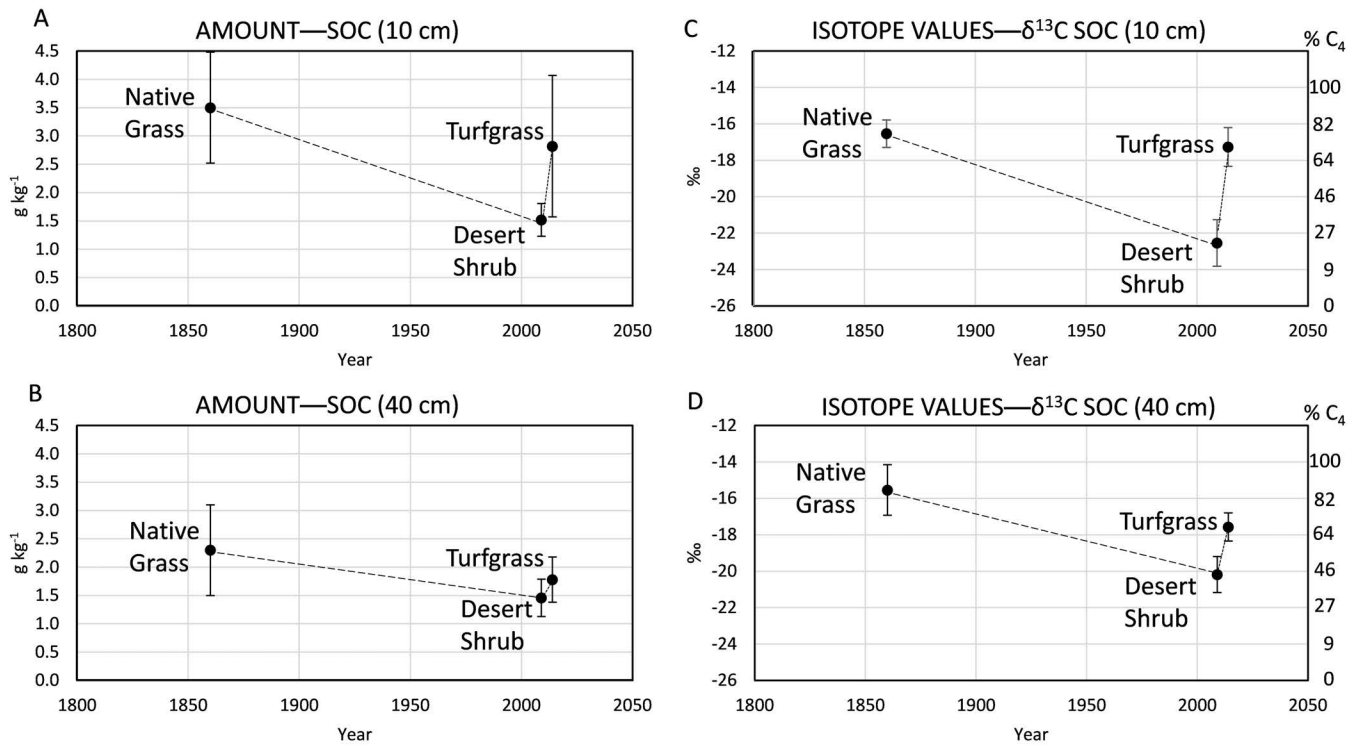 A
AMOUNT—SOC (10 cm)
4.5
4.0
3.5
3.0
2.5
2.0
1.5
1.0
0.5
0.0
g kg-1
Native
Grass
Turfgrass
Desert
Shrub
1800
1850
1900
1950
2000
2050
Year
C
ISOTOPE VALUES—δ13C SOC (10 cm)
% C4
-12
-14
-16
-18
-20
-22
-24
-26
‰
Native
Grass
Turfgrass
Desert
Shrub
100
82
64
46
27
9
0
1800
1850
1900
1950
2000
2050
Year
B
AMOUNT—SOC (40 cm)
4.5
4.0
3.5
3.0
2.5
2.0
1.5
1.0
0.5
0.0
g kg-1
Native
Grass
Turfgrass
Desert
Shrub
1800
1850
1900
1950
2000
2050
Year
D
ISOTOPE VALUES—δ13C SOC (40 cm)
% C4
-12
-14
-16
-18
-20
-22
-24
-26
‰
Native
Grass
Turfgrass
Desert
Shrub
100
82
64
46
27
9
0
1800
1850
1900
1950
2000
2050
Year